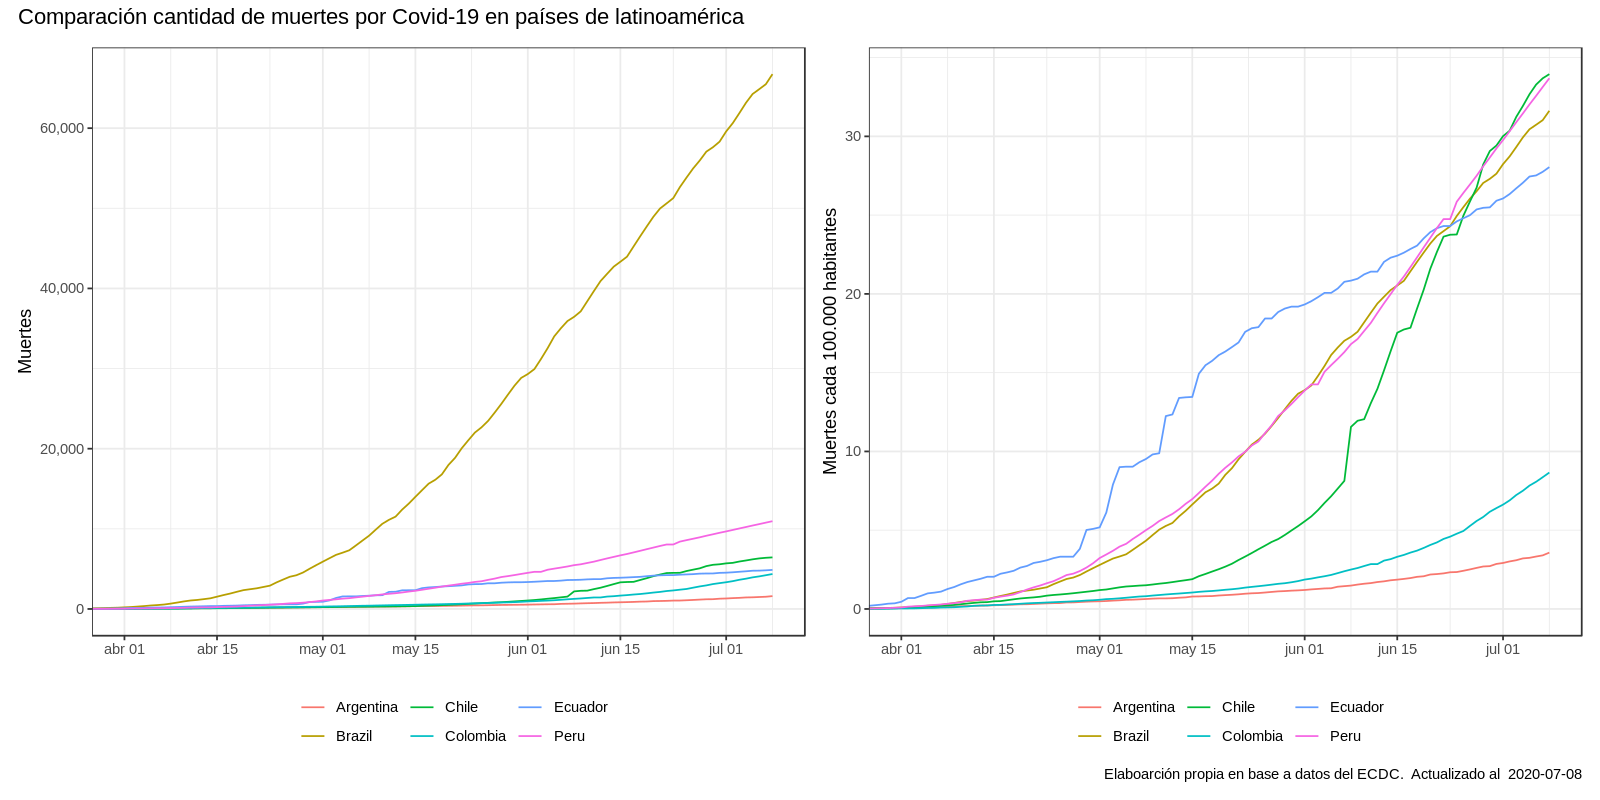 Comparación cantidad de muertes por Covid-19 en países de latinoamérica
Muertes
60,000
40,000
20,000
0
abr 01
abr 15
may 01
may 15
jun 01
jun 15
jul 01
Argentina
Chile
Ecuador
Brazil
Colombia
Peru
Muertes cada 100.000 habitantes
30
20
10
0
abr 01
abr 15
may 01
may 15
jun 01
jun 15
jul 01
Argentina
Chile
Ecuador
Brazil
Colombia
Peru
Elaboarción propia en base a datos del ECDC.  Actualizado al  2020-07-08